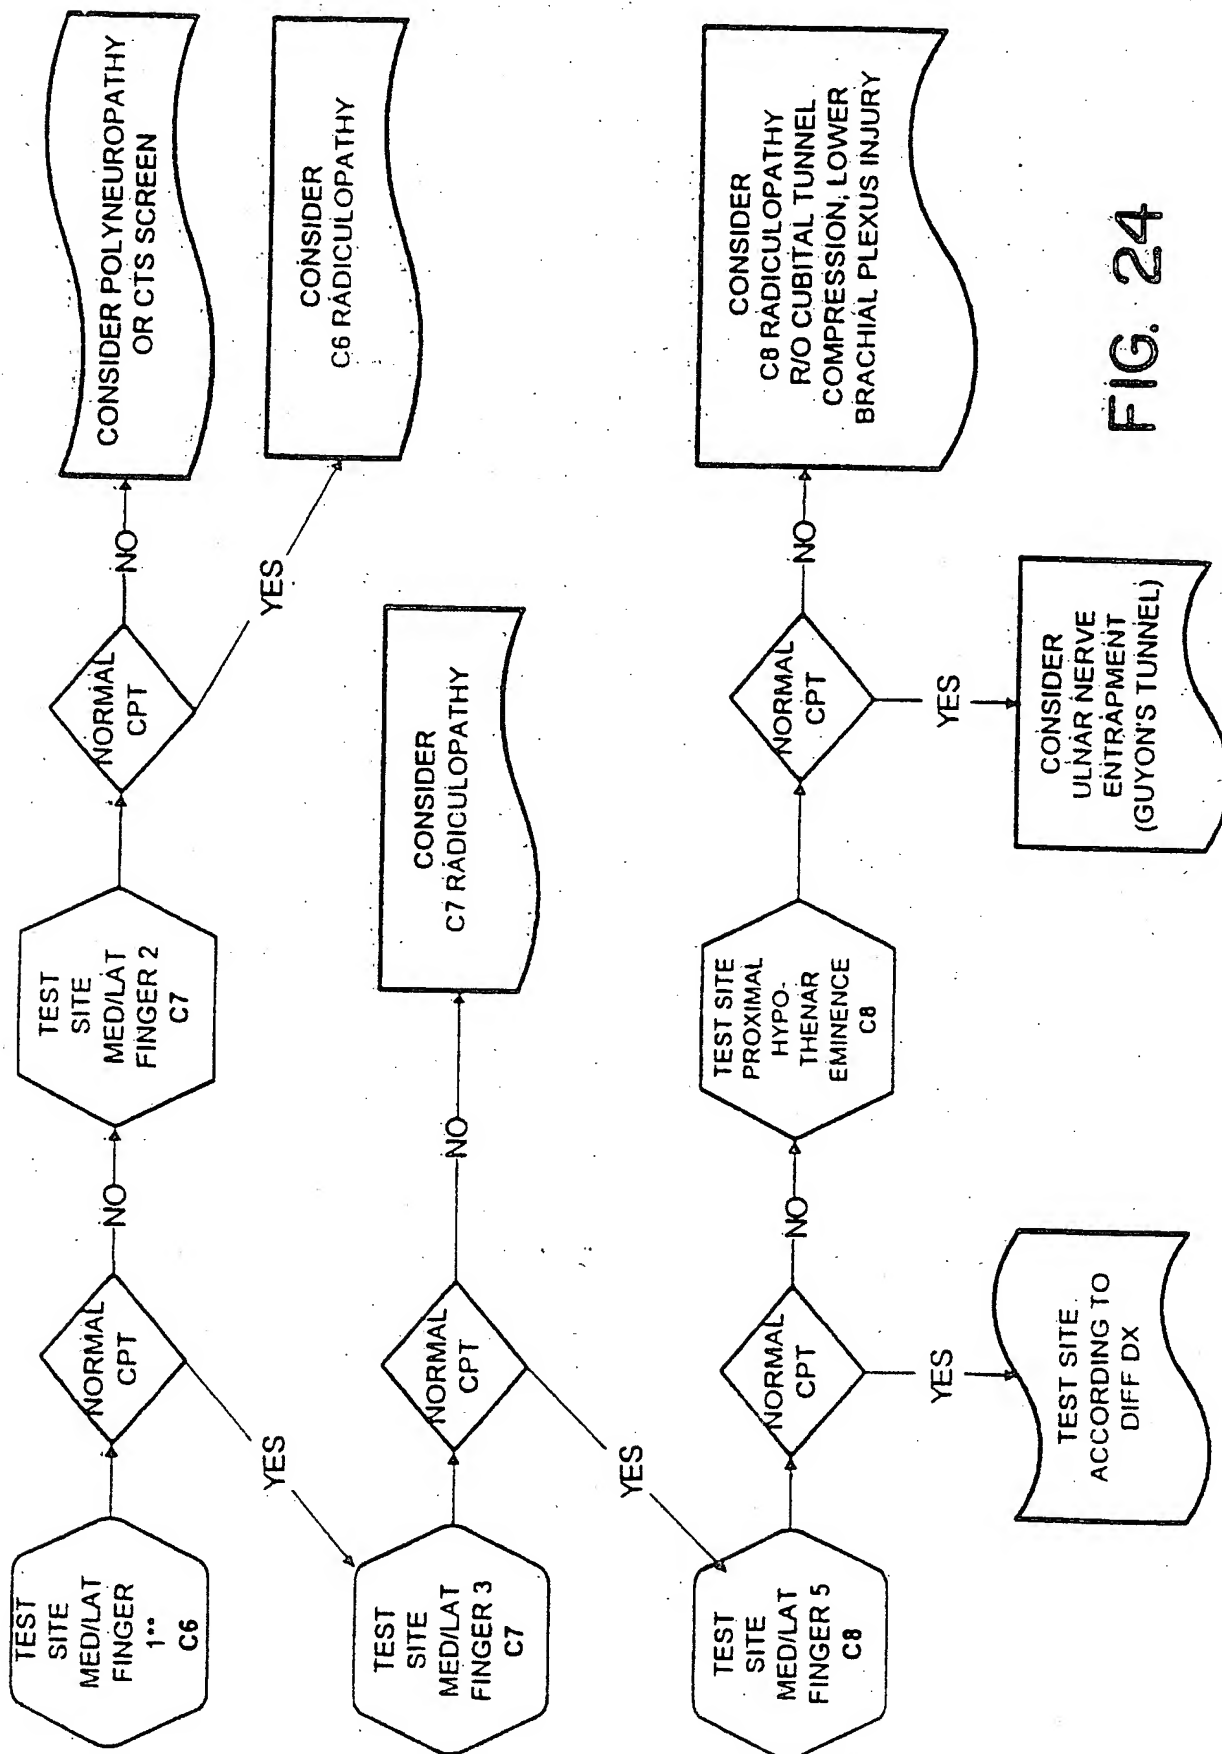 TEST
SITE
MED/LAT
FINGER
1**
C6
NORMAL
CPT
NO
YES
TEST
SITE
MED/LAT
FINGER 2
C7
NORMAL
CPT
NO
YES
CONSIDER POLYNEUROPATHY
OR CTS SCREEN
CONSIDER
C6 RADICULOPATHY
TEST
SITE
MED/LAT
FINGER 3
C7
NORMAL
CPT
NO
YES
CONSIDER
C7 RADICULOPATHY
TEST
SITE
MED/LAT
FINGER 5
C8
NORMAL
CPT
NO
YES
TEST SITE
ACCORDING TO
DIFF DX
TEST SITE
PROXIMAL
HYPO-
THENAR
EMINENCE
C8
NORMAL
CPT
NO
YES
CONSIDER
C8 RADICULOPATHY
R/O CUBITAL TUNNEL
COMPRESSION, LOWER
BRACHIAL PLEXUS INJURY
CONSIDER
ULNAR NERVE
ENTRAPMENT
(GUYON'S TUNNEL)
FIG. 24